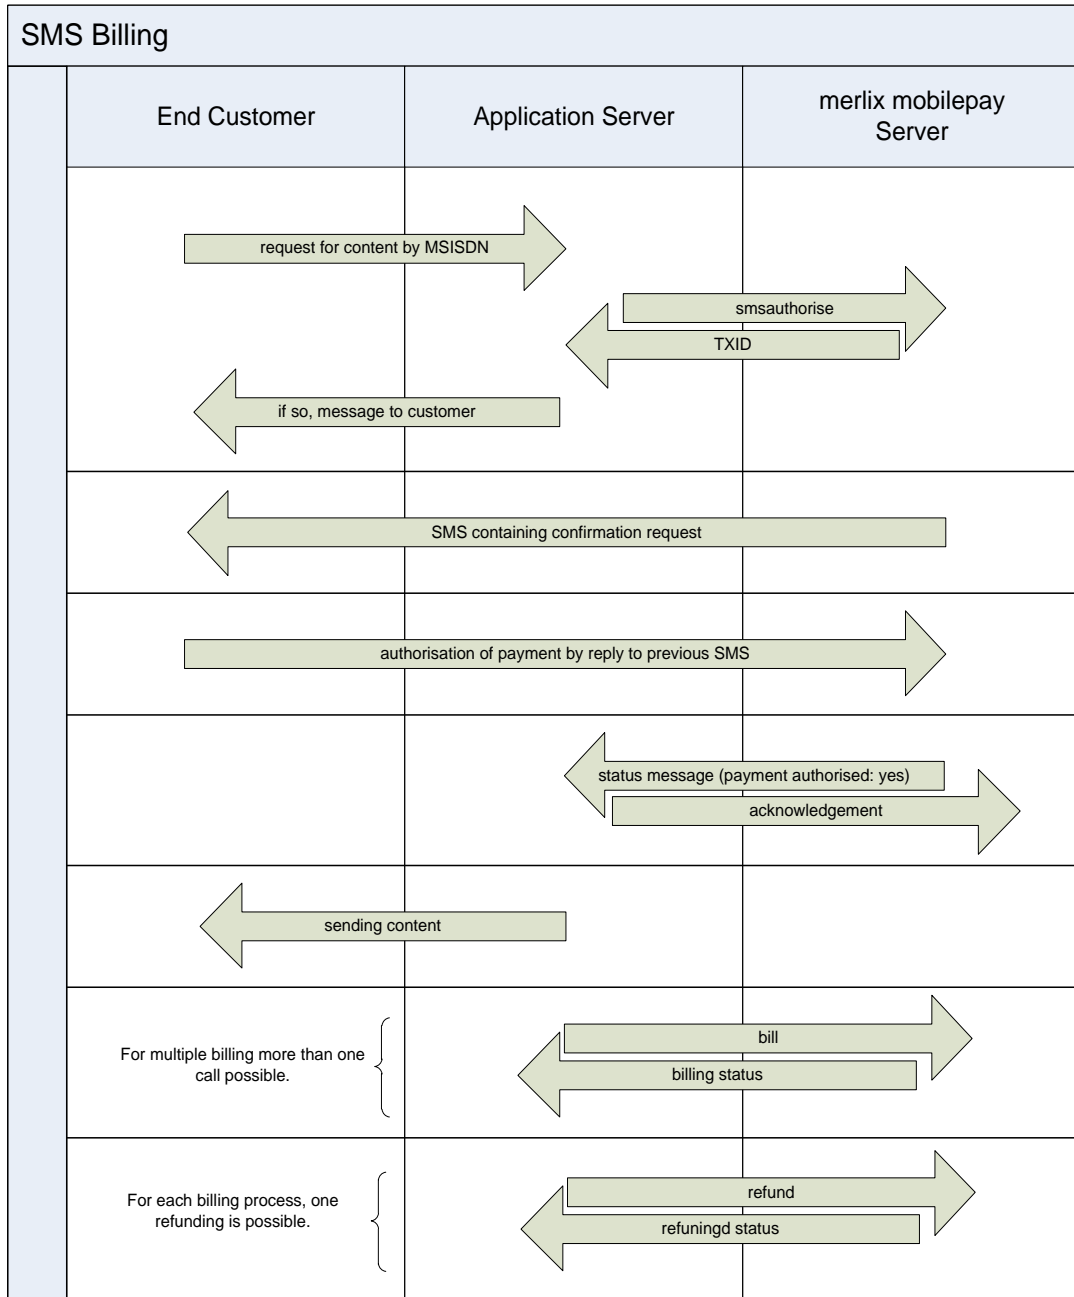 SMS Billing
End Customer
Application Server
merlix mobilepay
Server
request for content by MSISDN
smsauthorise
TXID
if so, message to customer
SMS containing confirmation request
authorisation of payment by reply to previous SMS
status message (payment authorised: yes)
acknowledgement
sending content
For multiple billing more than one
call possible.
bill
billing status
For each billing process, one
refunding is possible.
refund
refuningd status